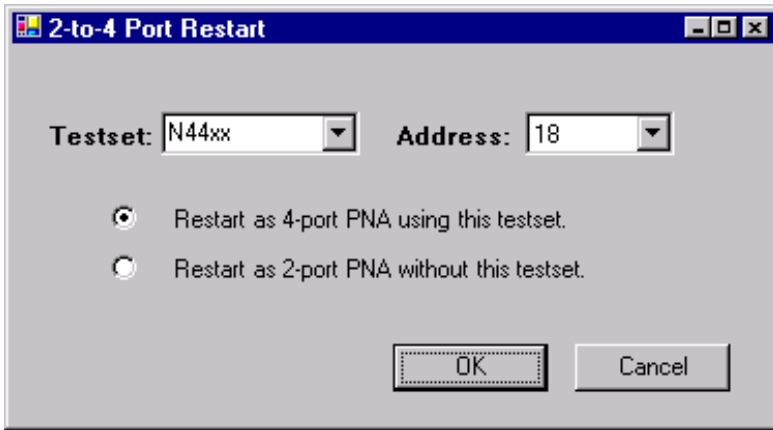 2-to-4 Port Restart
Testset: N44xx Address: 18
Restart as 4-port PNA using this testset.
Restart as 2-port PNA without this testset.
OK Cancel